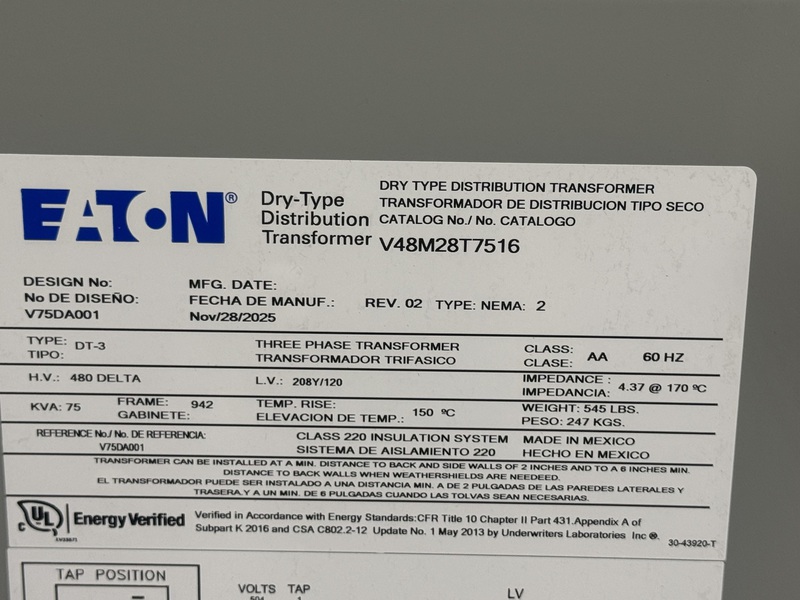 EATON®
Dry-Type
Distribution
Transformer
DRY TYPE DISTRIBUTION TRANSFORMER
TRANSFORMADOR DE DISTRIBUCION TIPO SECO
CATALOG No./ No. CATALOGO
V48M28T7516
DESIGN No:
No DE DISEÑO:
V75DA001
MFG. DATE:
FECHA DE MANUF.:
Nov/28/2025
REV. 02 TYPE: NEMA: 2
TYPE: DT-3
TIPO:
THREE PHASE TRANSFORMER
TRANSFORMADOR TRIFASICO
CLASS:
CLASE: AA 60 HZ
H.V.: 480 DELTA
L.V.: 208Y/120
IMPEDANCE :
IMPEDANCIA: 4.37 @ 170 ºC
KVA: 75
FRAME: 942
GABINETE:
TEMP. RISE:
ELEVACION DE TEMP.: 150 ºC
WEIGHT: 545 LBS.
PESO: 247 KGS.
REFERENCE No./ No. DE REFERENCIA:
V75DA001
CLASS 220 INSULATION SYSTEM
SISTEMA DE AISLAMIENTO 220
MADE IN MEXICO
HECHO EN MEXICO
TRANSFORMER CAN BE INSTALLED AT A MIN. DISTANCE TO BACK AND SIDE WALLS OF 2 INCHES AND TO A 6 INCHES MIN.
DISTANCE TO BACK WALLS WHEN WEATHERSHIELDS ARE NEEDEED.
EL TRANSFORMADOR PUEDE SER INSTALADO A UNA DISTANCIA MIN. A DE 2 PULGADAS DE LAS PAREDES LATERALES Y
TRASERA.Y A UN MIN. DE 6 PULGADAS CUANDO LAS TOLVAS SEAN NECESARIAS.
c UL Energy Verified
Verified in Accordance with Energy Standards:CFR Title 10 Chapter II Part 431.Appendix A of
Subpart K 2016 and CSA C802.2-12 Update No. 1 May 2013 by Underwriters Laboratories Inc ®.
30-43920-T
TAP POSITION
VOLTS TAP
504 1
LV